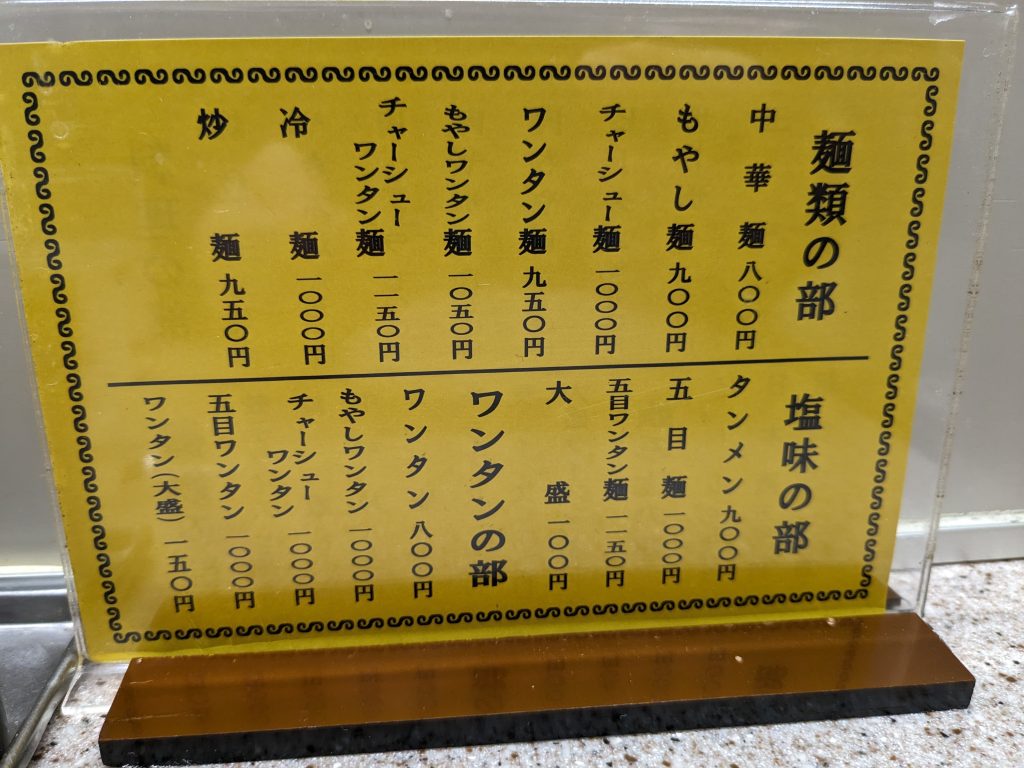 麺類の部
中華麺 八〇〇円
もやし麺 九〇〇円
チャーシュー麺 一〇〇〇円
ワンタン麺 九五〇円
もやしワンタン麺 一〇五〇円
チャーシューワンタン麺 一一五〇円
冷麺 一〇〇〇円
炒麺 九五〇円
塩味の部
タンメン 九〇〇円
五目麺 一〇〇〇円
五目ワンタン麺 一一五〇円
大盛 一〇〇円
ワンタンの部
ワンタン 八〇〇円
もやしワンタン 一〇〇〇円
チャーシューワンタン 一〇〇〇円
五目ワンタン 一〇〇〇円
ワンタン(大盛) 一五〇円